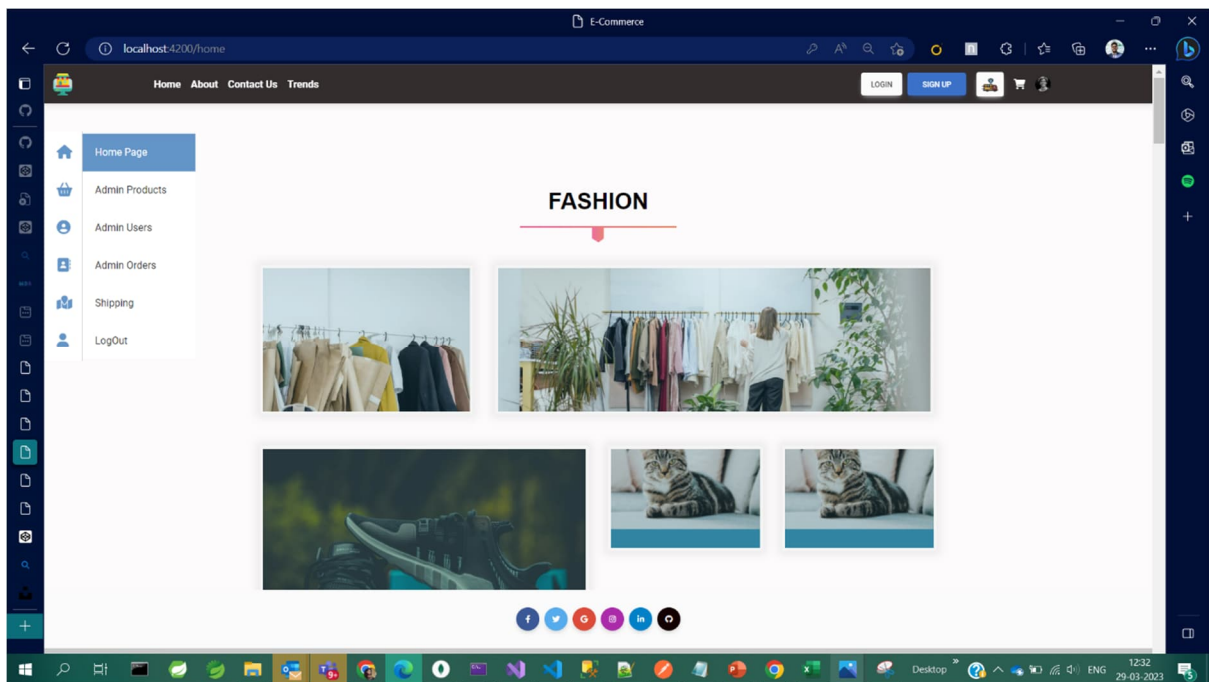 E-Commerce
localhost:4200/home
Home About Contact Us Trends
LOGIN SIGN UP
Home Page
Admin Products
Admin Users
Admin Orders
Shipping
LogOut
FASHION
Desktop
ENG
12:32
29-03-2023